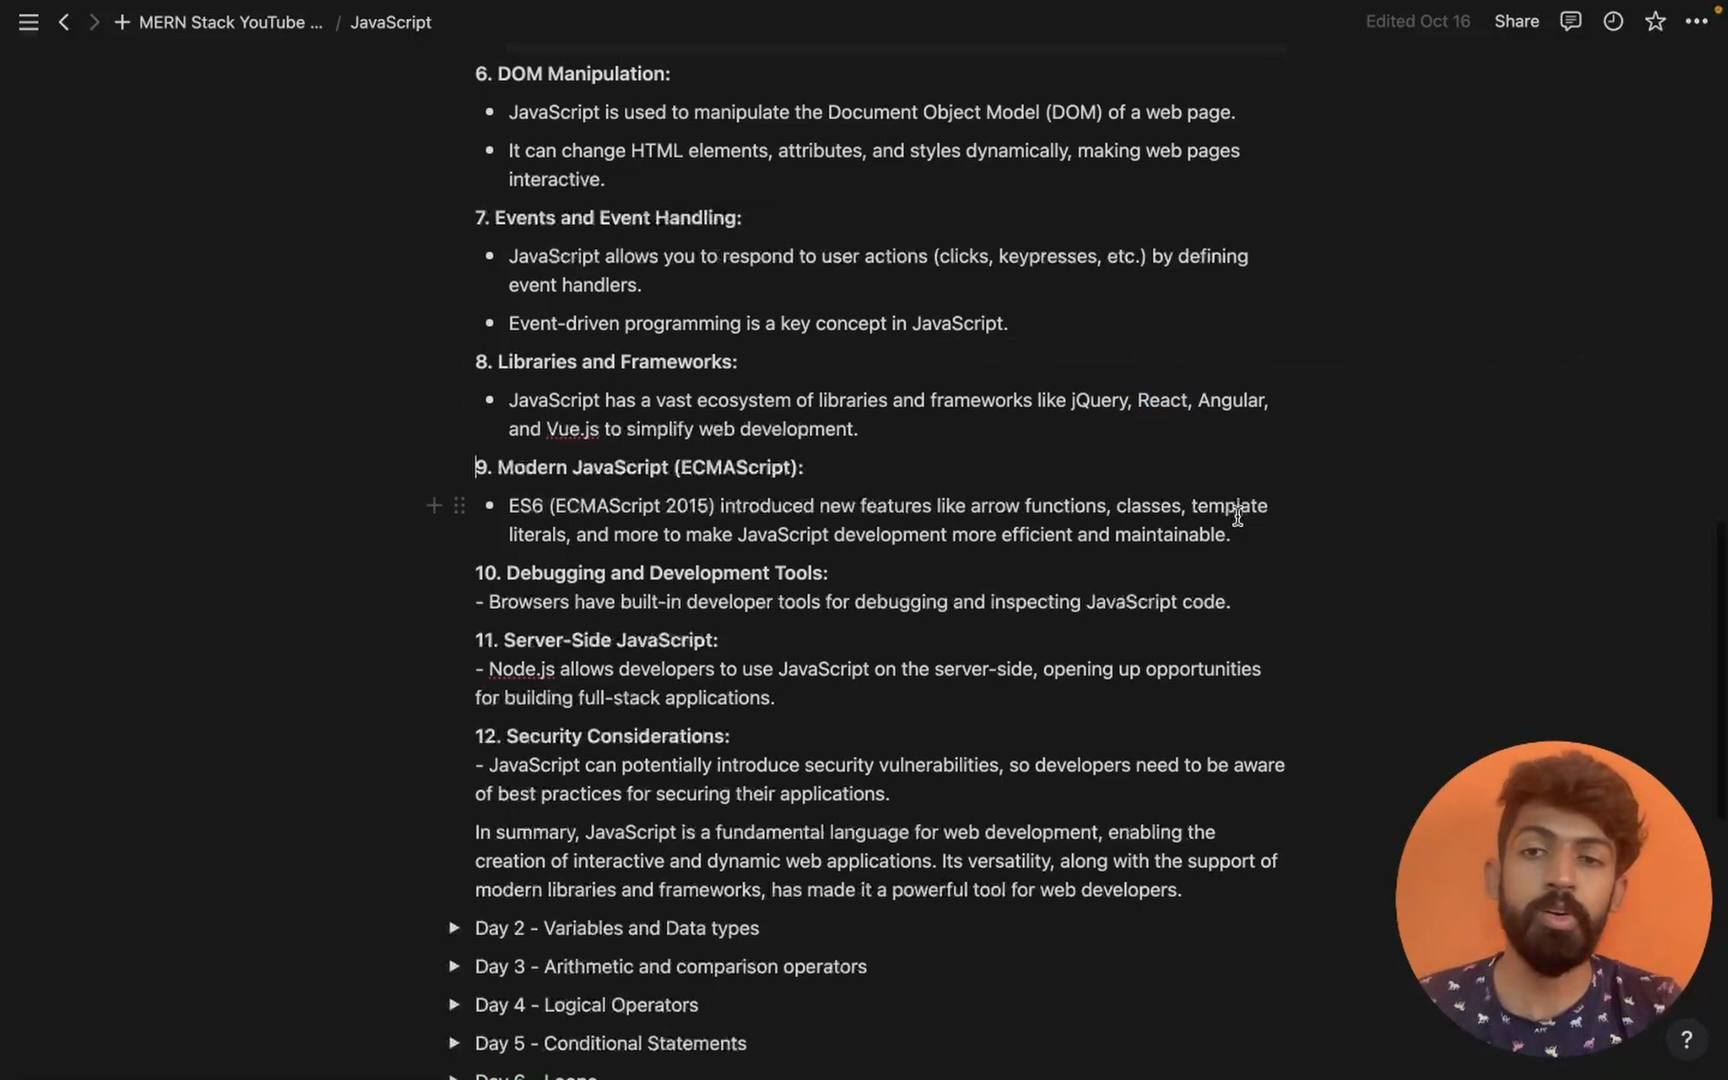 MERN Stack YouTube ... / JavaScript
Edited Oct 16 Share
6. DOM Manipulation:
JavaScript is used to manipulate the Document Object Model (DOM) of a web page.
It can change HTML elements, attributes, and styles dynamically, making web pages
interactive.
7. Events and Event Handling:
JavaScript allows you to respond to user actions (clicks, keypresses, etc.) by defining
event handlers.
Event-driven programming is a key concept in JavaScript.
8. Libraries and Frameworks:
JavaScript has a vast ecosystem of libraries and frameworks like jQuery, React, Angular,
and Vue.js to simplify web development.
9. Modern JavaScript (ECMAScript):
ES6 (ECMAScript 2015) introduced new features like arrow functions, classes, template
literals, and more to make JavaScript development more efficient and maintainable.
10. Debugging and Development Tools:
- Browsers have built-in developer tools for debugging and inspecting JavaScript code.
11. Server-Side JavaScript:
- Node.js allows developers to use JavaScript on the server-side, opening up opportunities
for building full-stack applications.
12. Security Considerations:
- JavaScript can potentially introduce security vulnerabilities, so developers need to be aware
of best practices for securing their applications.
In summary, JavaScript is a fundamental language for web development, enabling the
creation of interactive and dynamic web applications. Its versatility, along with the support of
modern libraries and frameworks, has made it a powerful tool for web developers.
Day 2 - Variables and Data types
Day 3 - Arithmetic and comparison operators
Day 4 - Logical Operators
Day 5 - Conditional Statements
Day 6 - Loops
?